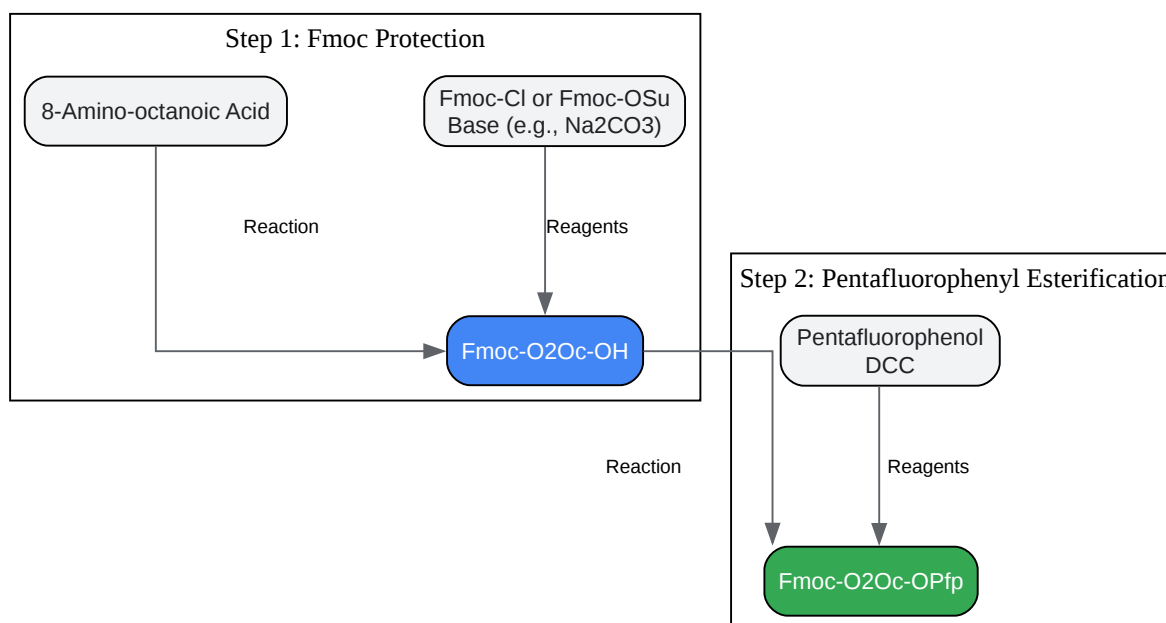 Step 1: Fmoc Protection
8-Amino-octanoic Acid
Fmoc-Cl or Fmoc-OSu
Base (e.g., Na2CO3)
Reaction
Reagents
Step 2: Pentafluorophenyl Esterification
Fmoc-O2Oc-OH
Pentafluorophenol
DCC
Reaction
Reagents
Fmoc-O2Oc-OPfp